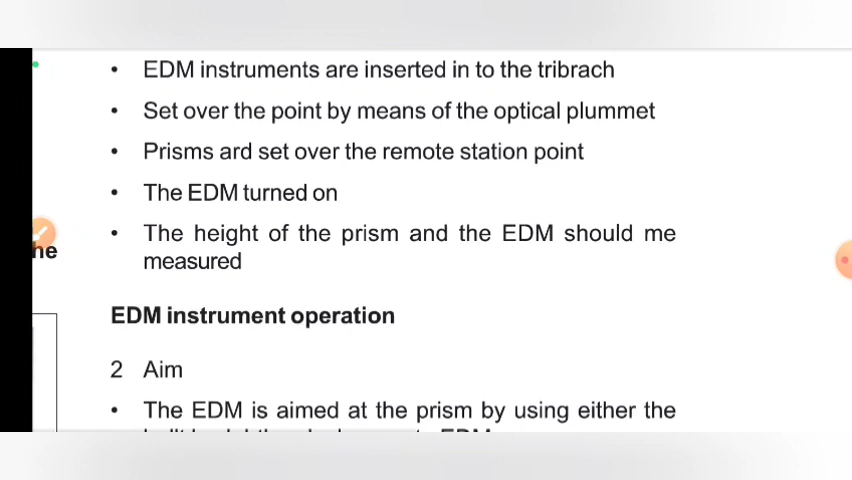 • EDM instruments are inserted in to the tribrach
• Set over the point by means of the optical plummet
• Prisms ard set over the remote station point
• The EDM turned on
• The height of the prism and the EDM should me
measured
he
EDM instrument operation
2 Aim
• The EDM is aimed at the prism by using either the